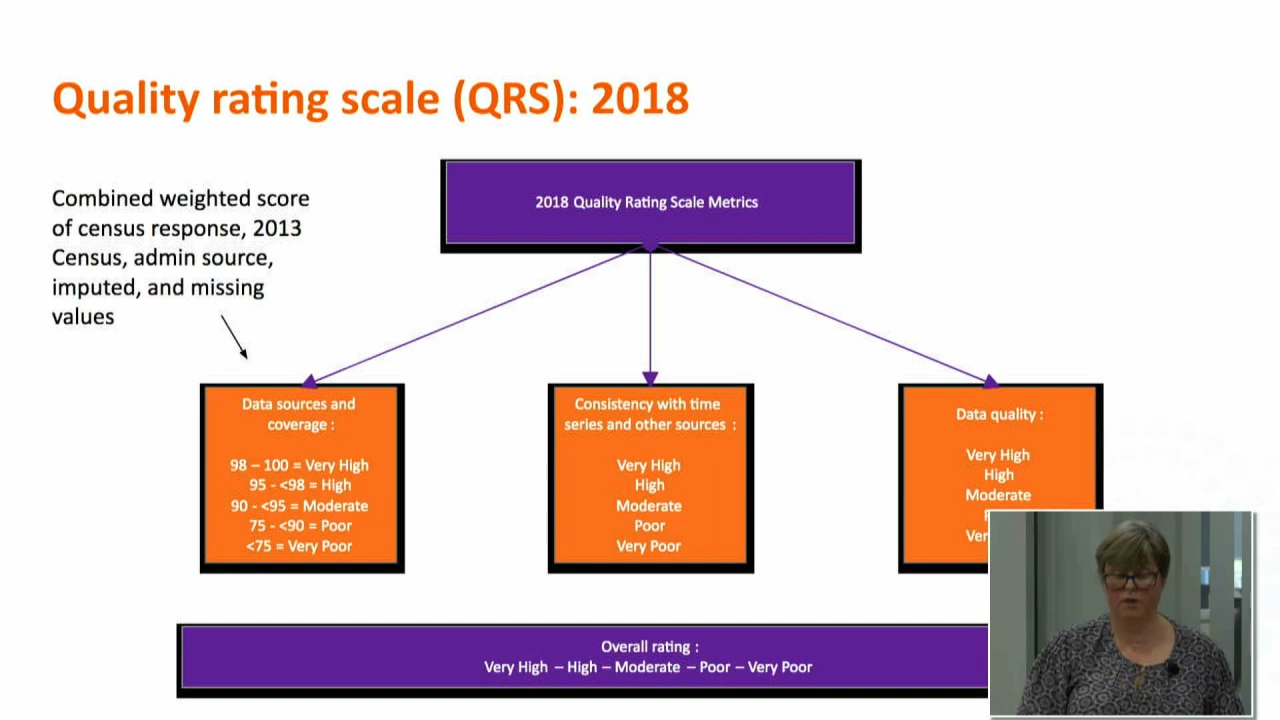 Quality rating scale (QRS): 2018
Combined weighted score
of census response, 2013
Census, admin source,
imputed, and missing
values
2018 Quality Rating Scale Metrics
Data sources and
coverage :
98 – 100 = Very High
95 - <98 = High
90 - <95 = Moderate
75 - <90 = Poor
<75 = Very Poor
Consistency with time
series and other sources :
Very High
High
Moderate
Poor
Very Poor
Data quality :
Very High
High
Moderate
Overall rating :
Very High – High – Moderate – Poor – Very Poor